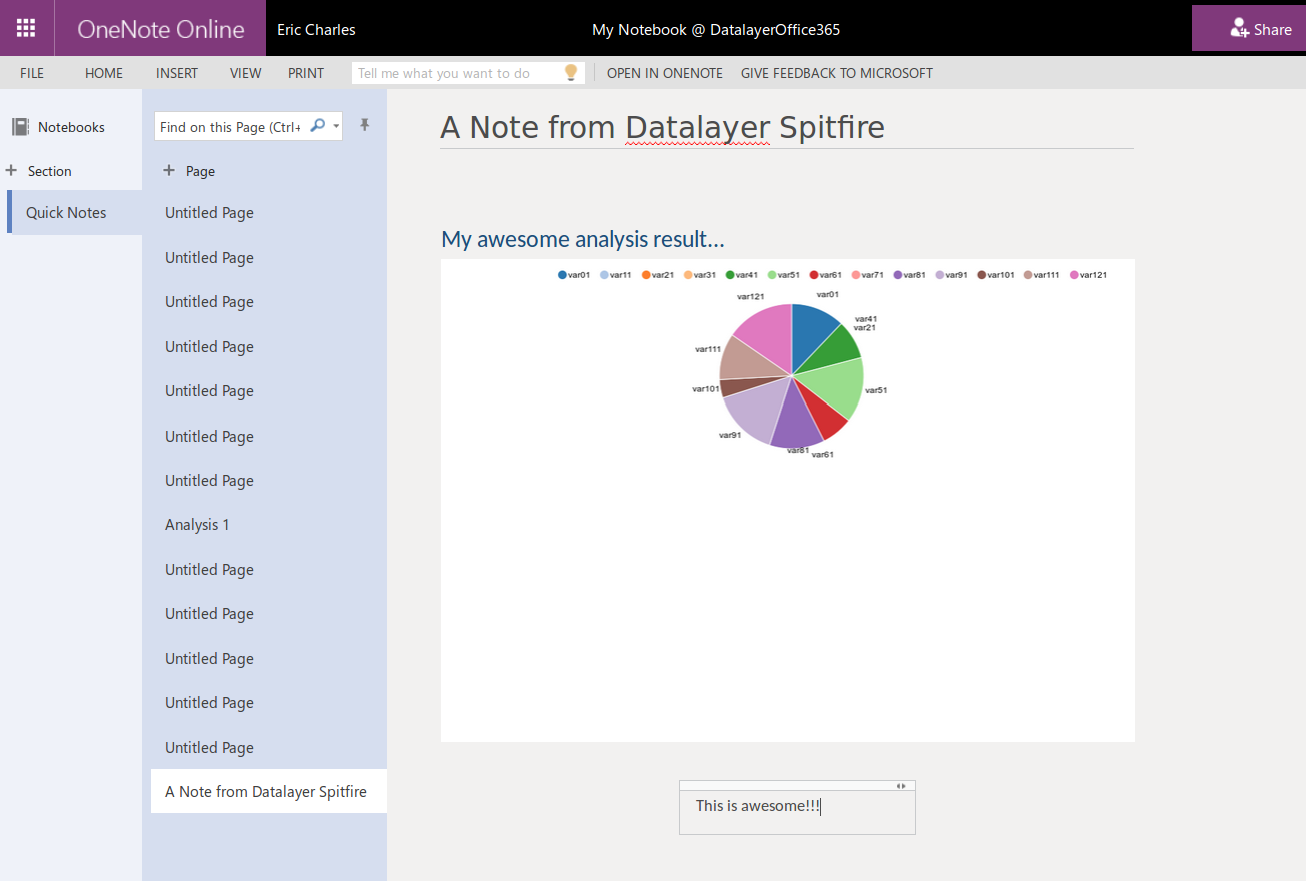 OneNote Online
Eric Charles
My Notebook @ DatalayerOffice365
Share
FILE HOME INSERT VIEW PRINT Tell me what you want to do OPEN IN ONENOTE GIVE FEEDBACK TO MICROSOFT
Notebooks
Section
Quick Notes
Find on this Page (Ctrl+
Page
Untitled Page
Untitled Page
Untitled Page
Untitled Page
Untitled Page
Untitled Page
Untitled Page
Analysis 1
Untitled Page
Untitled Page
Untitled Page
Untitled Page
Untitled Page
A Note from Datalayer Spitfire
A Note from Datalayer Spitfire
My awesome analysis result...
var01 var11 var21 var31 var41 var51 var61 var71 var81 var91 var101 var111 var121
var121 var01
var41
var21
var111
var101 var51
var91
var81 var61
This is awesome!!!